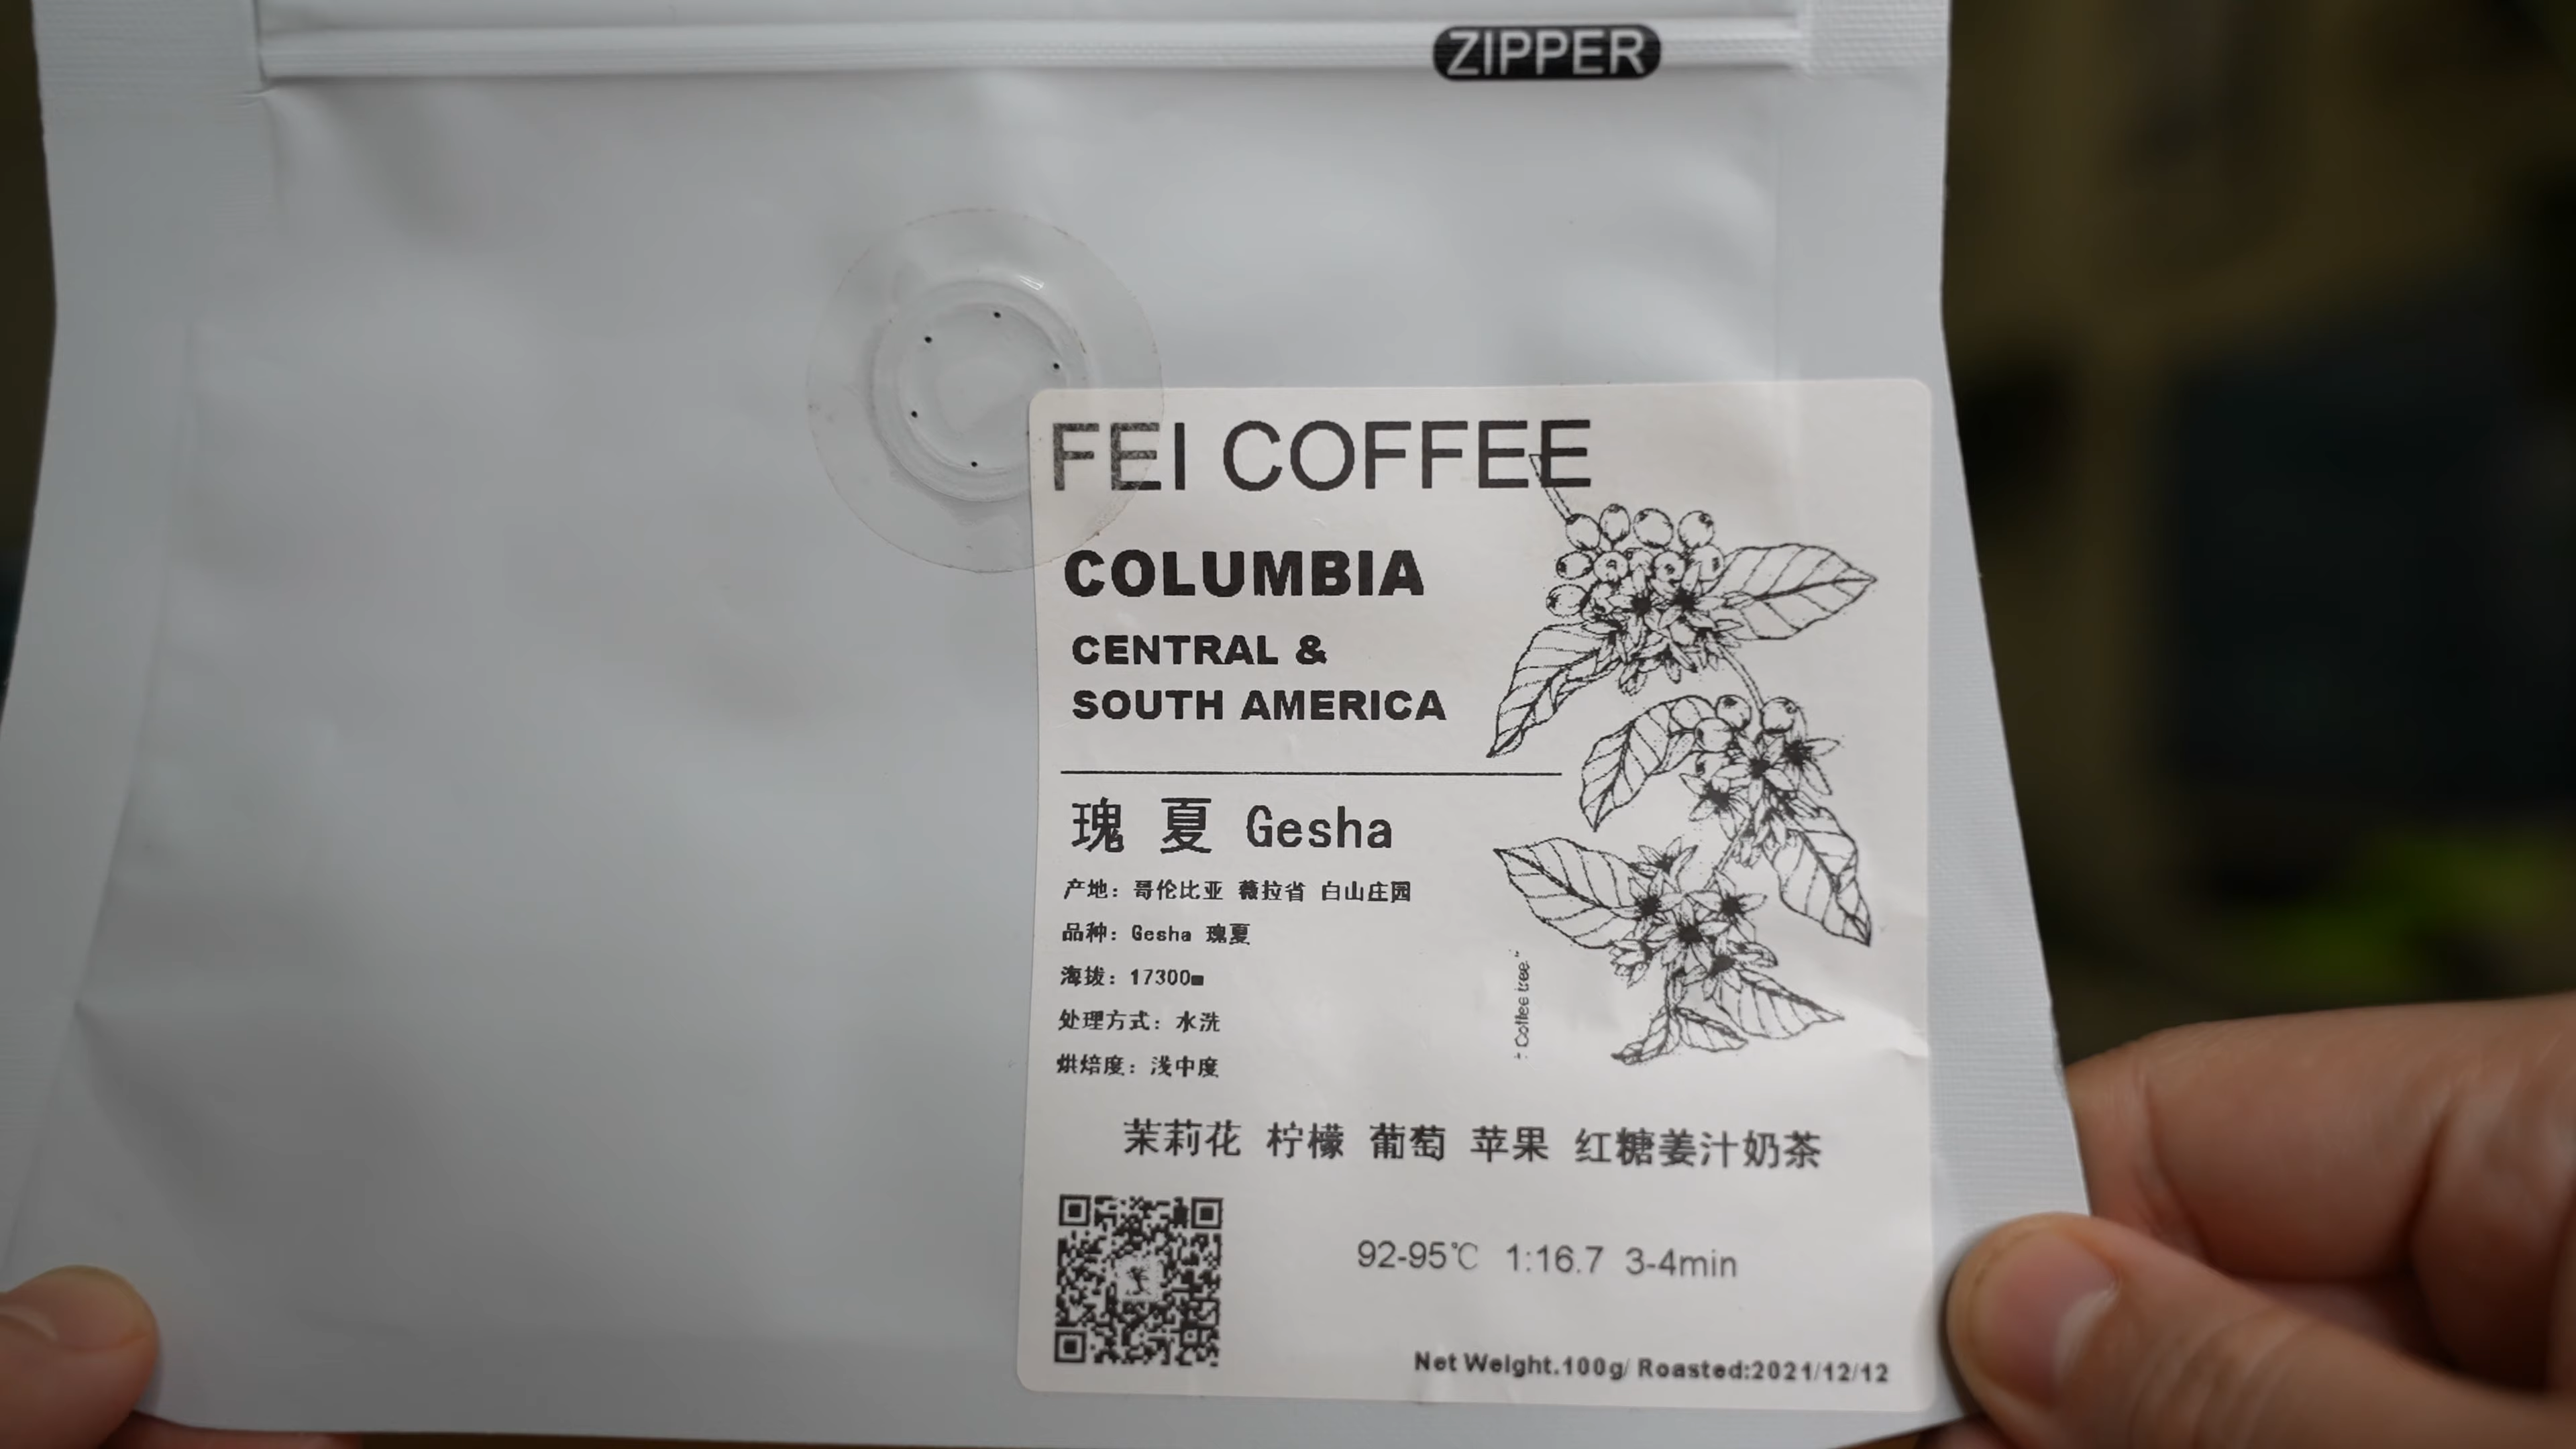 ZIPPER
FEI COFFEE
COLUMBIA
CENTRAL &
SOUTH AMERICA
瑰 夏 Gesha
产地：哥伦比亚 薇拉省 白山庄园
品种：Gesha 瑰夏
海拔：17300m
处理方式：水洗
烘焙度：浅中度
"Coffee tree."
茉莉花 柠檬 葡萄 苹果 红糖姜汁奶茶
92-95℃ 1:16.7 3-4min
Net Weight.100g/ Roasted:2021/12/12